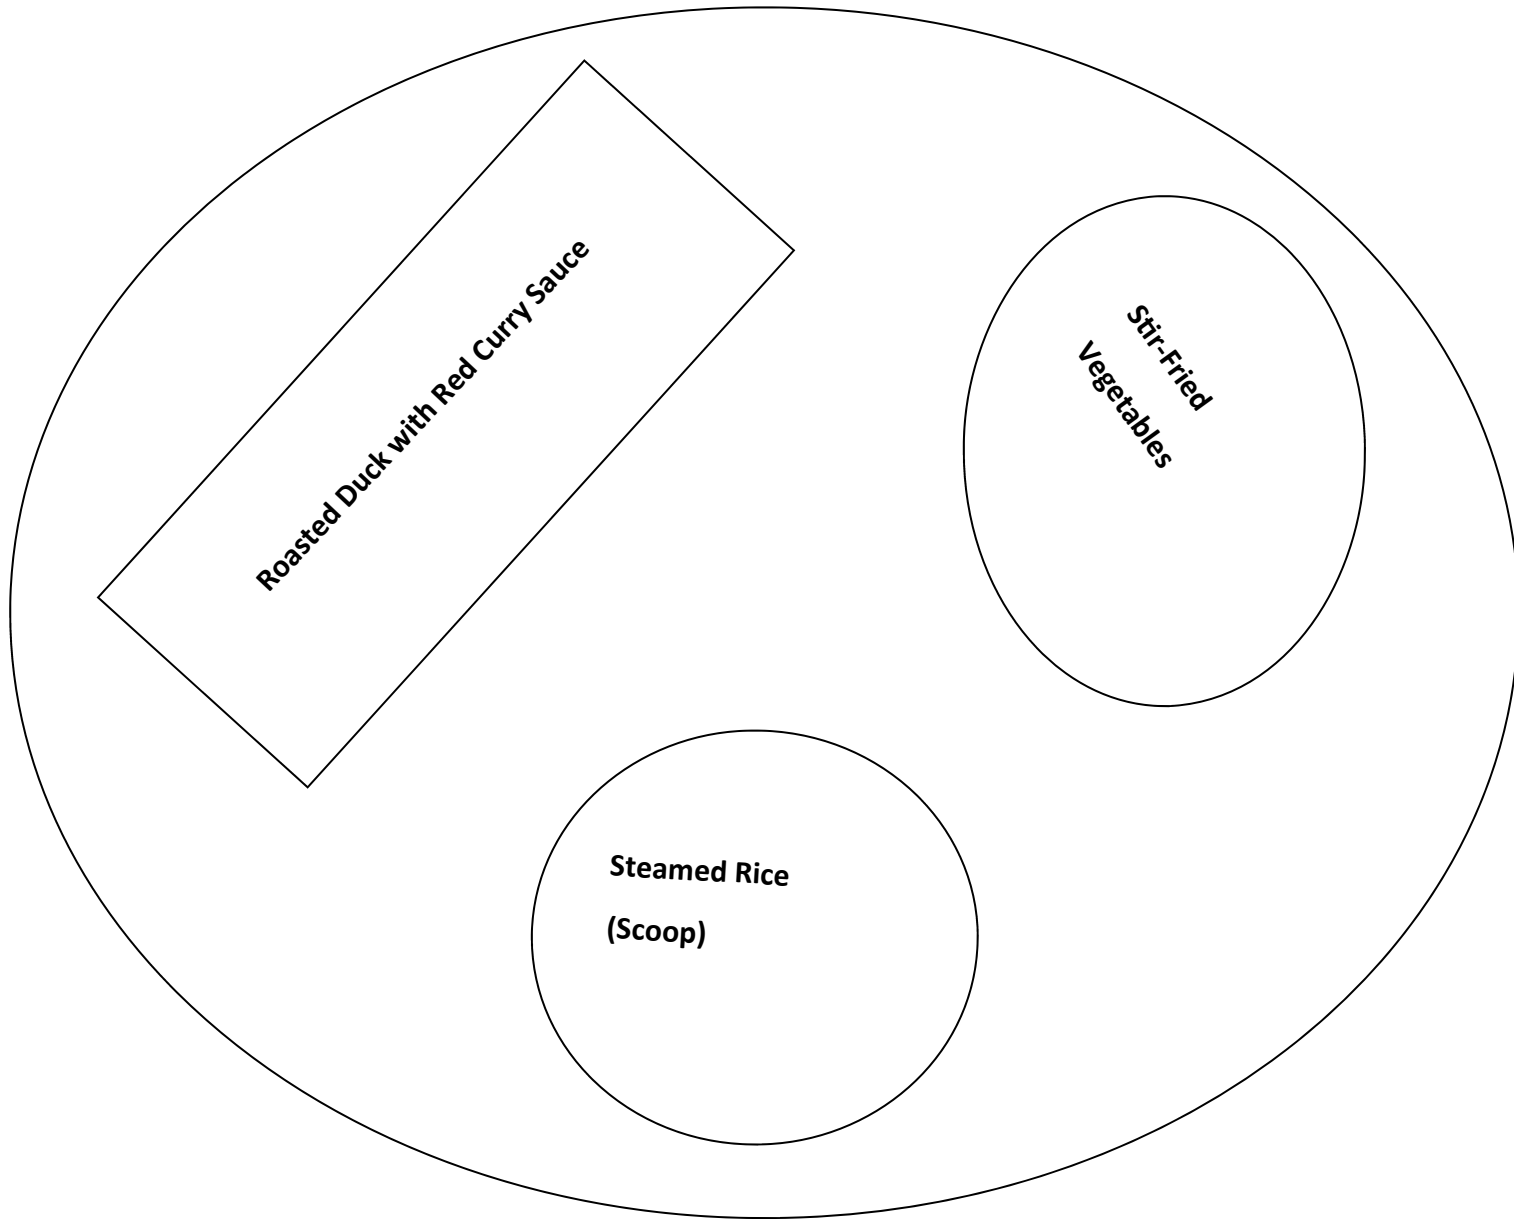 Roasted Duck with Red Curry Sauce
Stir-Fried
Vegetables
Steamed Rice
(Scoop)